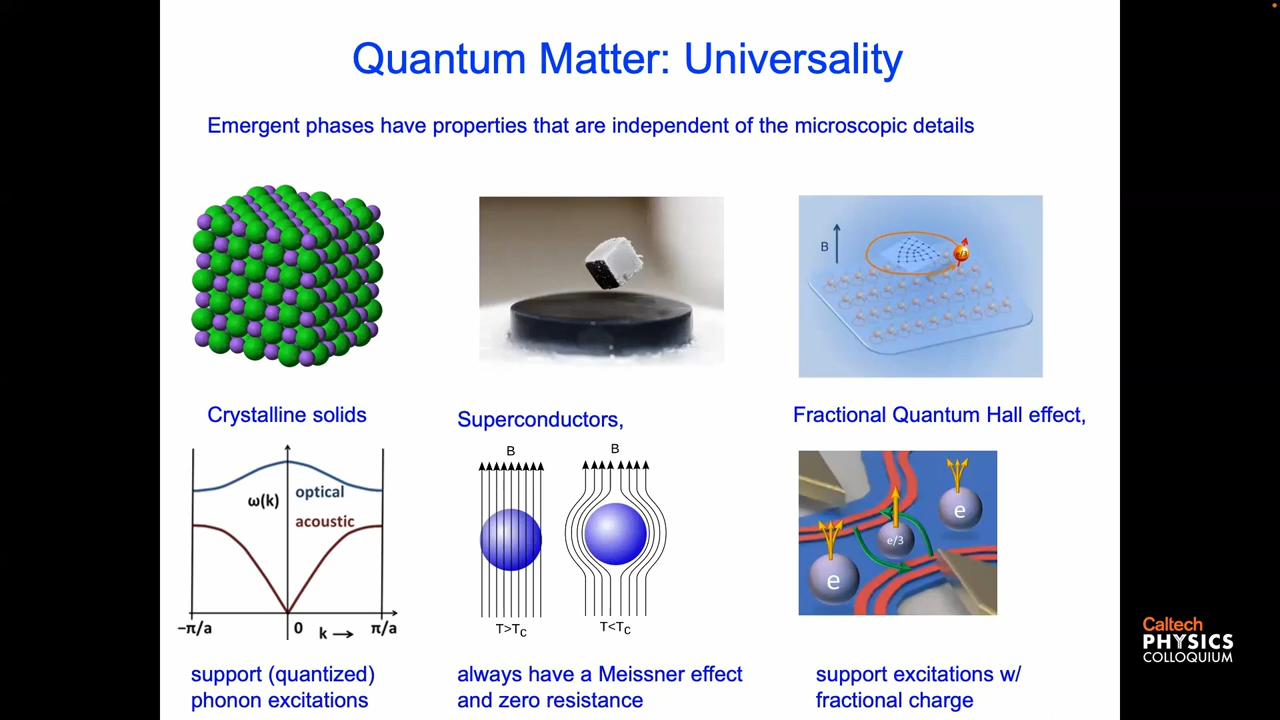 Quantum Matter: Universality
Emergent phases have properties that are independent of the microscopic details
B
Crystalline solids
Superconductors,
Fractional Quantum Hall effect,
ω(k)
optical
acoustic
−π/a
0
k
π/a
B
B
T>Tc
T<Tc
e
e/3
e
support (quantized)
phonon excitations
always have a Meissner effect
and zero resistance
support excitations w/
fractional charge
Caltech
PHYSICS
COLLOQUIUM